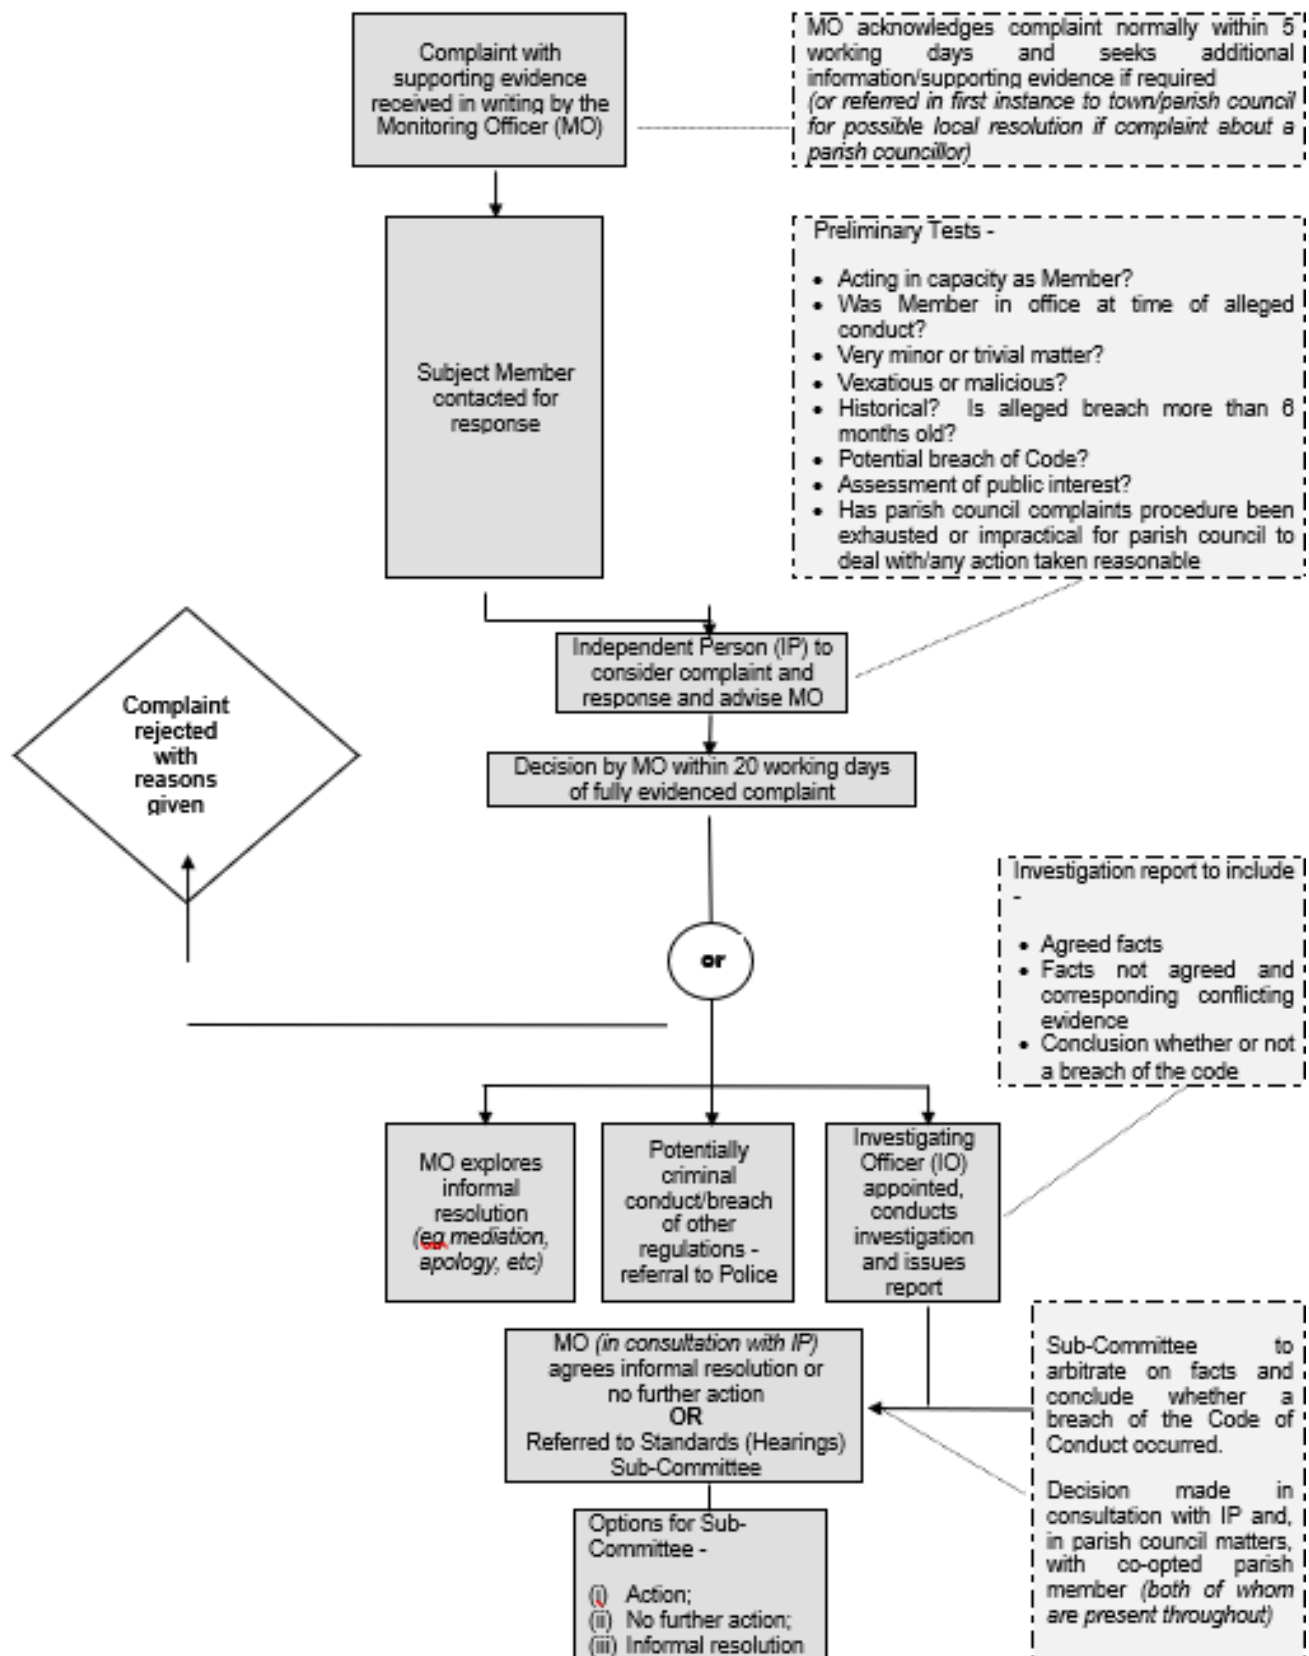 Complaint with
supporting evidence
received in writing by the
Monitoring Officer (MO)
MO acknowledges complaint normally within 5
working days and seeks additional
information/supporting evidence if required
(or referred in first instance to town/parish council
for possible local resolution if complaint about a
parish councillor)
Subject Member
contacted for
response
Preliminary Tests -
• Acting in capacity as Member?
• Was Member in office at time of alleged
conduct?
• Very minor or trivial matter?
• Vexatious or malicious?
• Historical? Is alleged breach more than 6
months old?
• Potential breach of Code?
• Assessment of public interest?
• Has parish council complaints procedure been
exhausted or impractical for parish council to
deal with/any action taken reasonable
Independent Person (IP) to
consider complaint and
response and advise MO
Complaint
rejected
with
reasons
given
Decision by MO within 20 working days
of fully evidenced complaint
or
Investigation report to include
-
• Agreed facts
• Facts not agreed and
corresponding conflicting
evidence
• Conclusion whether or not
a breach of the code
MO explores
informal
resolution
(eg mediation,
apology, etc)
Potentially
criminal
conduct/breach
of other
regulations -
referral to Police
Investigating
Officer (IO)
appointed,
conducts
investigation
and issues
report
MO (in consultation with IP)
agrees informal resolution or
no further action
OR
Referred to Standards (Hearings)
Sub-Committee
Sub-Committee to
arbitrate on facts and
conclude whether a
breach of the Code of
Conduct occurred.
Decision made in
consultation with IP and,
in parish council matters,
with co-opted parish
member (both of whom
are present throughout)
Options for Sub-
Committee -
(i) Action;
(ii) No further action;
(iii) Informal resolution